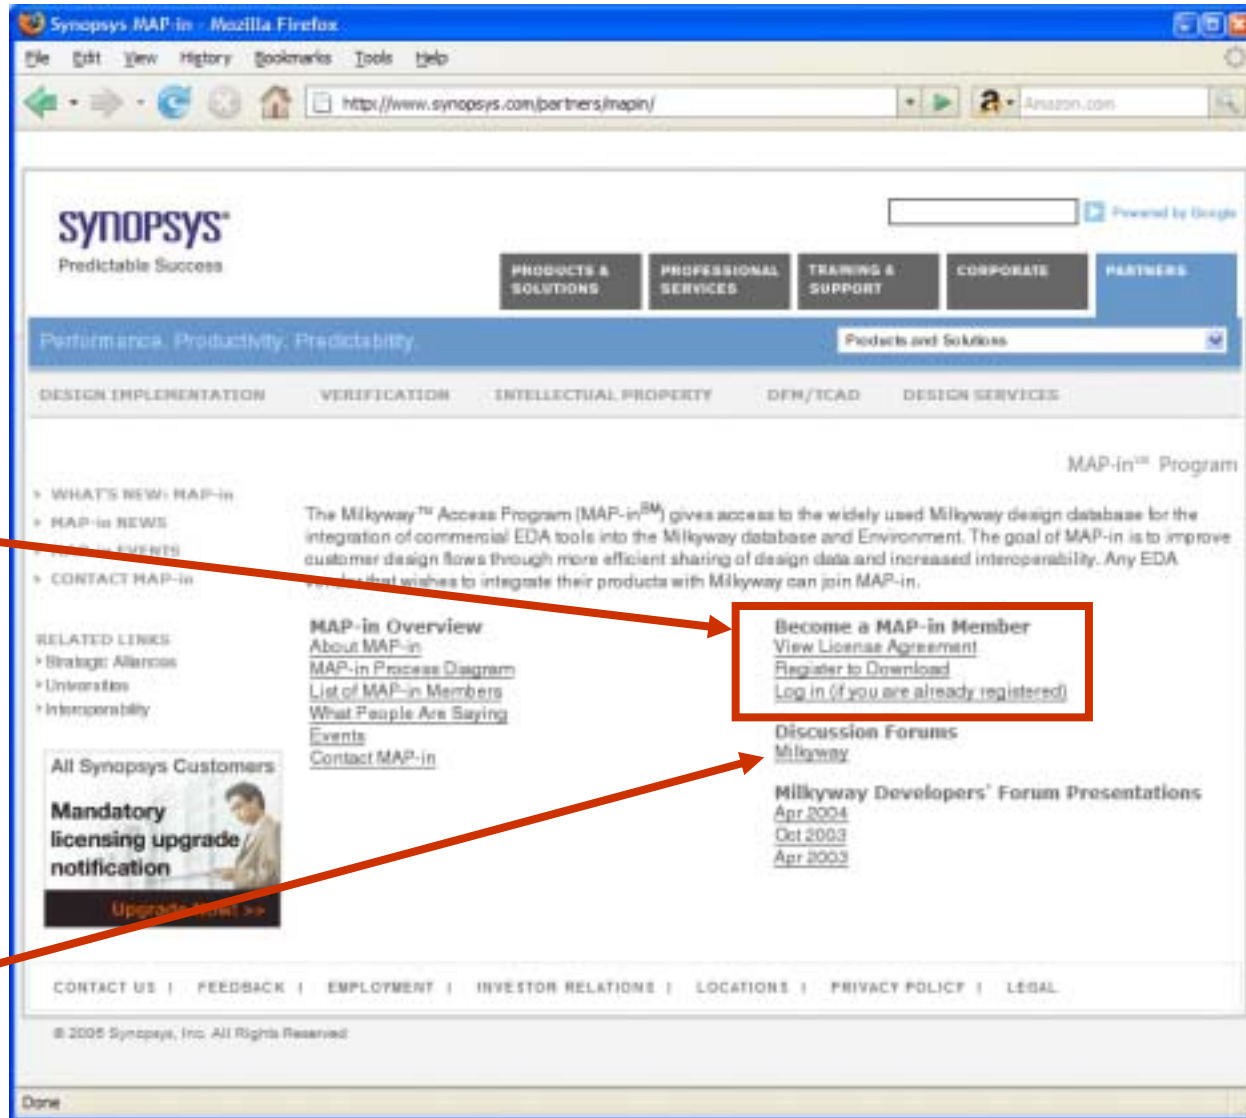 Synopsys MAP-in - Mozilla Firefox
File Edit View History Bookmarks Tools Help
http://www.synopsys.com/partners/mapin/
Amazon.com
SYNOPSYS®
Predictable Success
Powered by Google
PRODUCTS & SOLUTIONS
PROFESSIONAL SERVICES
TRAINING & SUPPORT
CORPORATE
PARTNERS
Performance. Productivity. Predictability.
Products and Solutions
DESIGN IMPLEMENTATION VERIFICATION INTELLECTUAL PROPERTY DFM/TCAD DESIGN SERVICES
MAP-in℠ Program
WHAT'S NEW: MAP-in
MAP-in NEWS
MAP-in EVENTS
CONTACT MAP-in
RELATED LINKS
Strategic Alliances
Universities
Interoperability
All Synopsys Customers
Mandatory
licensing upgrade
notification
Upgrade Now! >>
The Milkyway™ Access Program (MAP-in℠) gives access to the widely used Milkyway design database for the
integration of commercial EDA tools into the Milkyway database and Environment. The goal of MAP-in is to improve
customer design flows through more efficient sharing of design data and increased interoperability. Any EDA
vendor that wishes to integrate their products with Milkyway can join MAP-in.
MAP-in Overview
About MAP-in
MAP-in Process Diagram
List of MAP-in Members
What People Are Saying
Events
Contact MAP-in
Become a MAP-in Member
View License Agreement
Register to Download
Log in (if you are already registered)
Discussion Forums
Milkyway
Milkyway Developers' Forum Presentations
Apr 2004
Oct 2003
Apr 2003
CONTACT US | FEEDBACK | EMPLOYMENT | INVESTOR RELATIONS | LOCATIONS | PRIVACY POLICY | LEGAL
© 2006 Synopsys, Inc. All Rights Reserved
Done